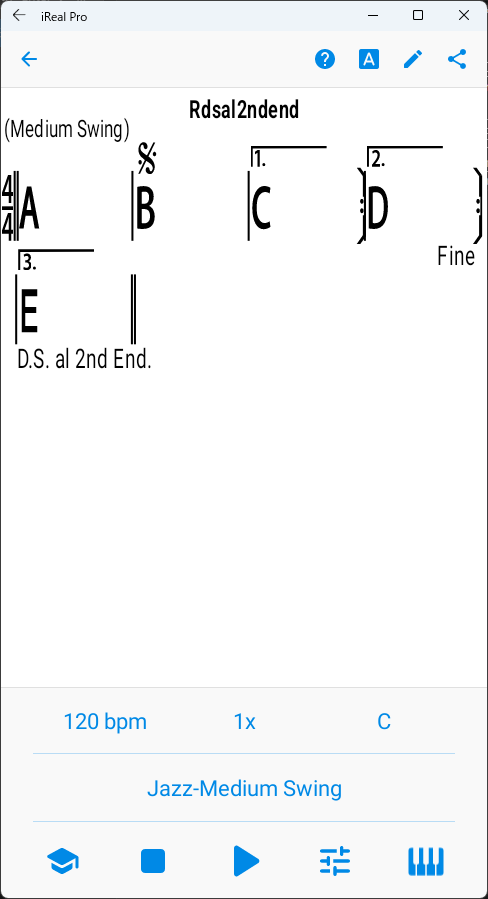 iReal Pro
A
Rdsal2ndend
(Medium Swing)
1. 2.
4/4 A B C D
Fine
3.
E
D.S. al 2nd End.
120 bpm 1x C
Jazz-Medium Swing